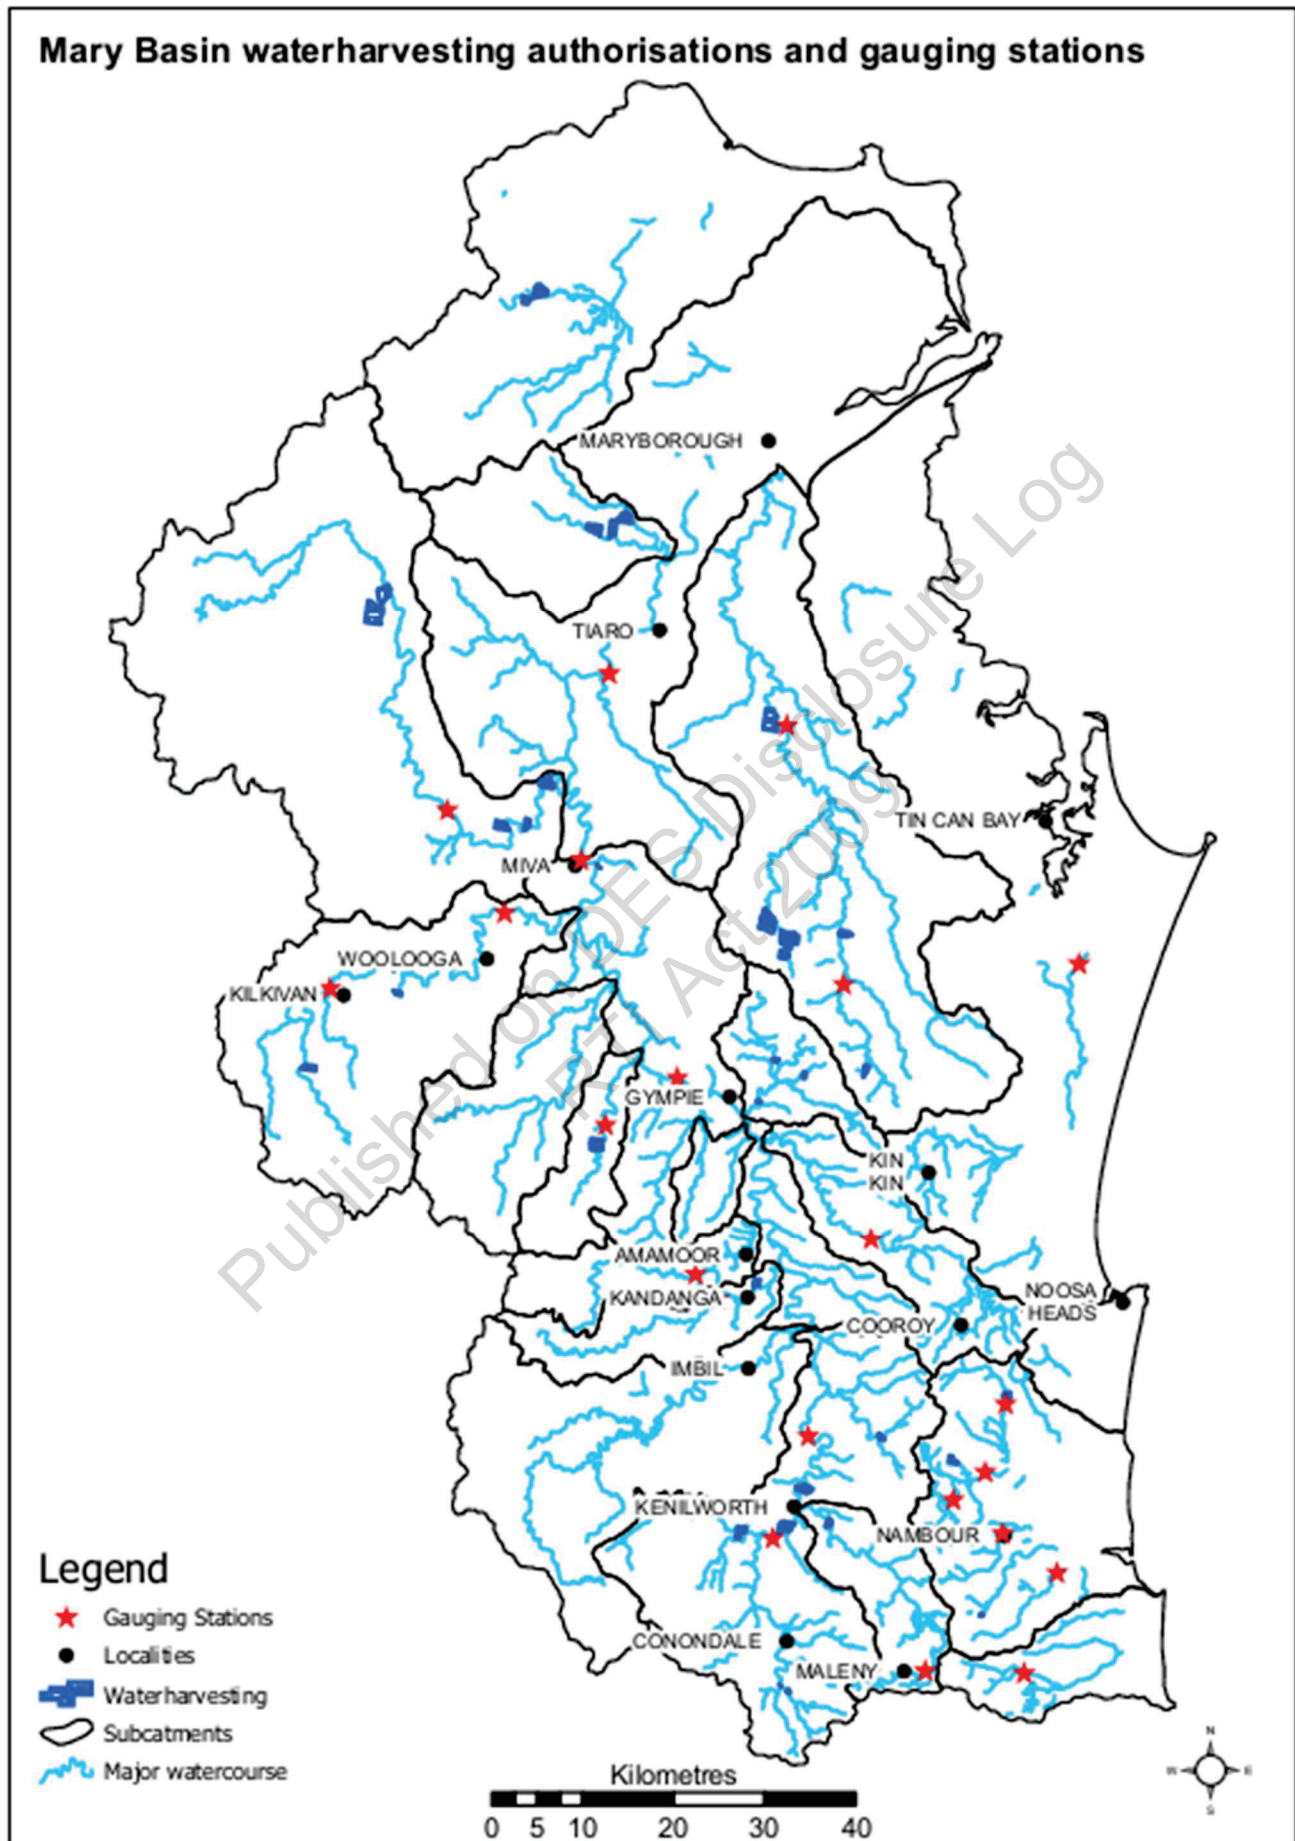 Mary Basin waterharvesting authorisations and gauging stations
MARYBOROUGH
TIARO
TIN CAN BAY
MIVA
WOOLOOGA
KILKIVAN
GYMPIE
KIN
KIN
AMAMOOR
KANDANGA
NOOSA
HEADS
COOROY
IMBIL
KENILWORTH
NAMBOUR
CONONDALE
MALENY
Published on DES Disclosure Log
RTI Act 2009
Legend
Gauging Stations
Localities
Waterharvesting
Subcatments
Major watercourse
Kilometres
0 5 10 20 30 40
N
W E
S